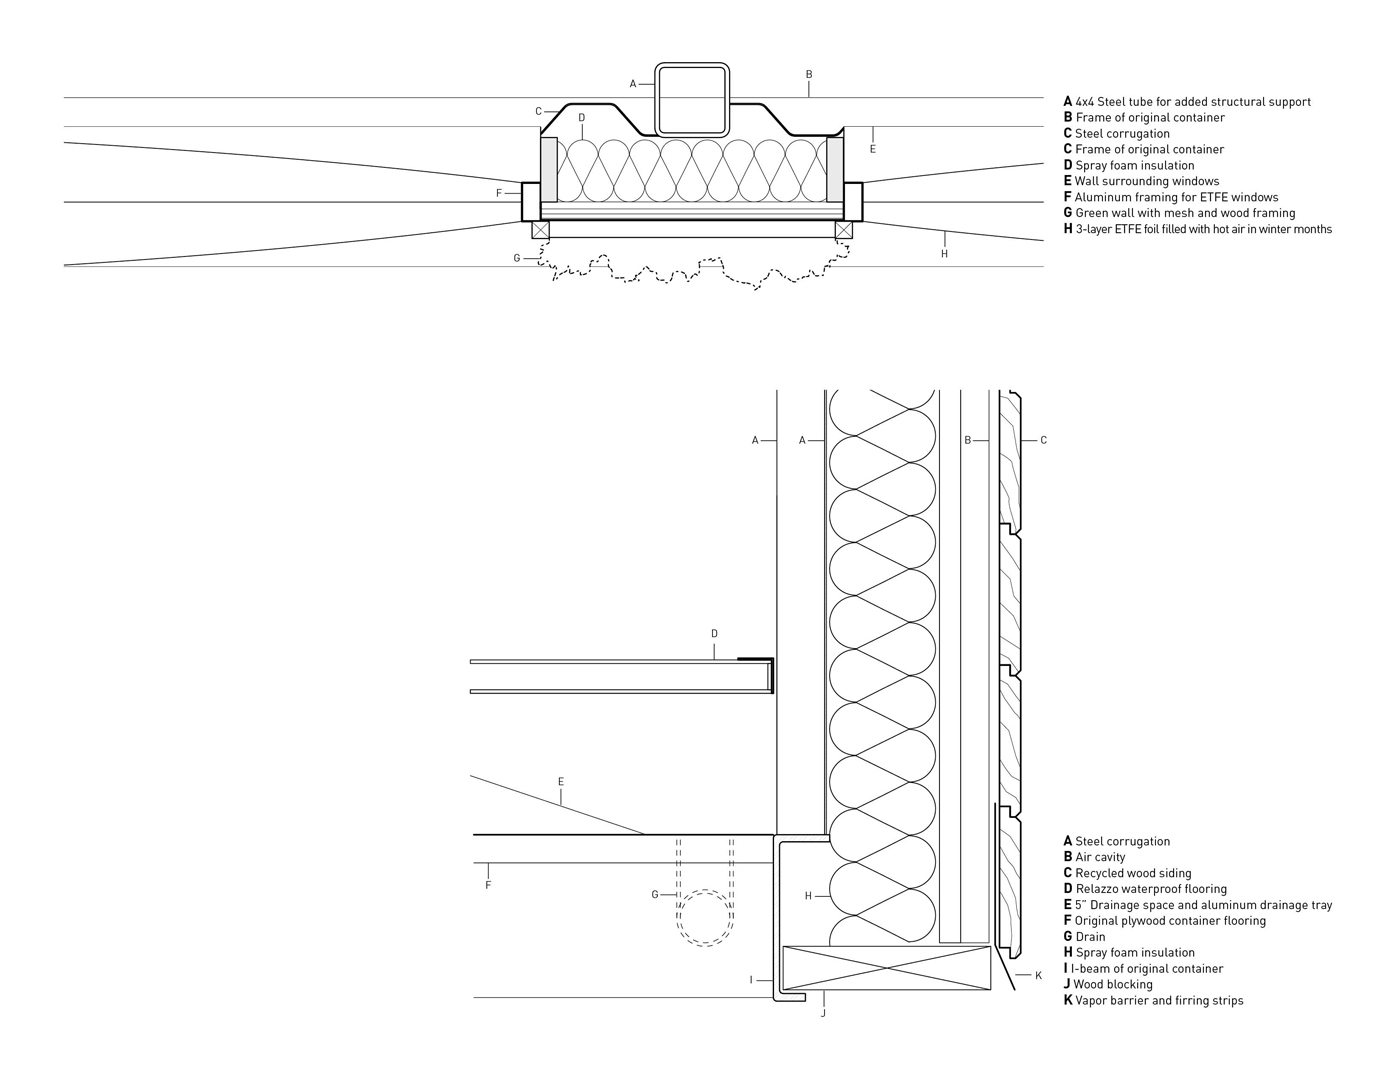 A
B
C
D
E
F
G
H
A 4x4 Steel tube for added structural support
B Frame of original container
C Steel corrugation
C Frame of original container
D Spray foam insulation
E Wall surrounding windows
F Aluminum framing for ETFE windows
G Green wall with mesh and wood framing
H 3-layer ETFE foil filled with hot air in winter months
A
A
B
C
D
E
F
G
H
I
J
K
A Steel corrugation
B Air cavity
C Recycled wood siding
D Relazzo waterproof flooring
E 5" Drainage space and aluminum drainage tray
F Original plywood container flooring
G Drain
H Spray foam insulation
I I-beam of original container
J Wood blocking
K Vapor barrier and firring strips